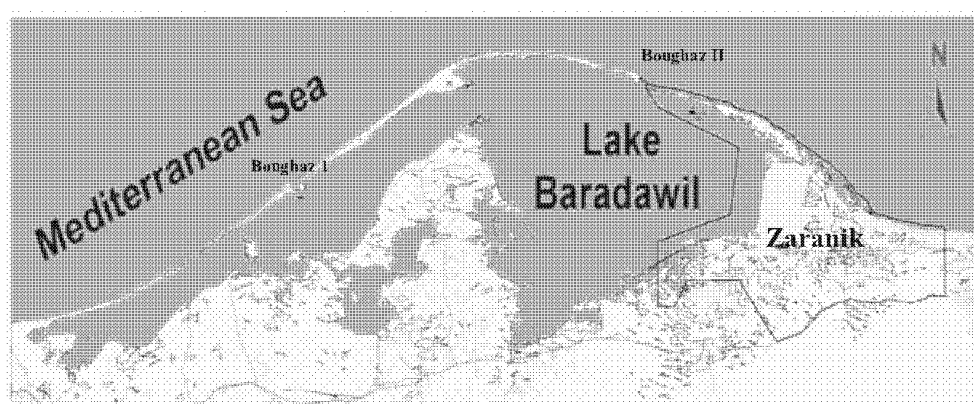 Boughaz II
N
Mediterranean Sea
Boughaz I
Lake
Baradawil
Zaranik